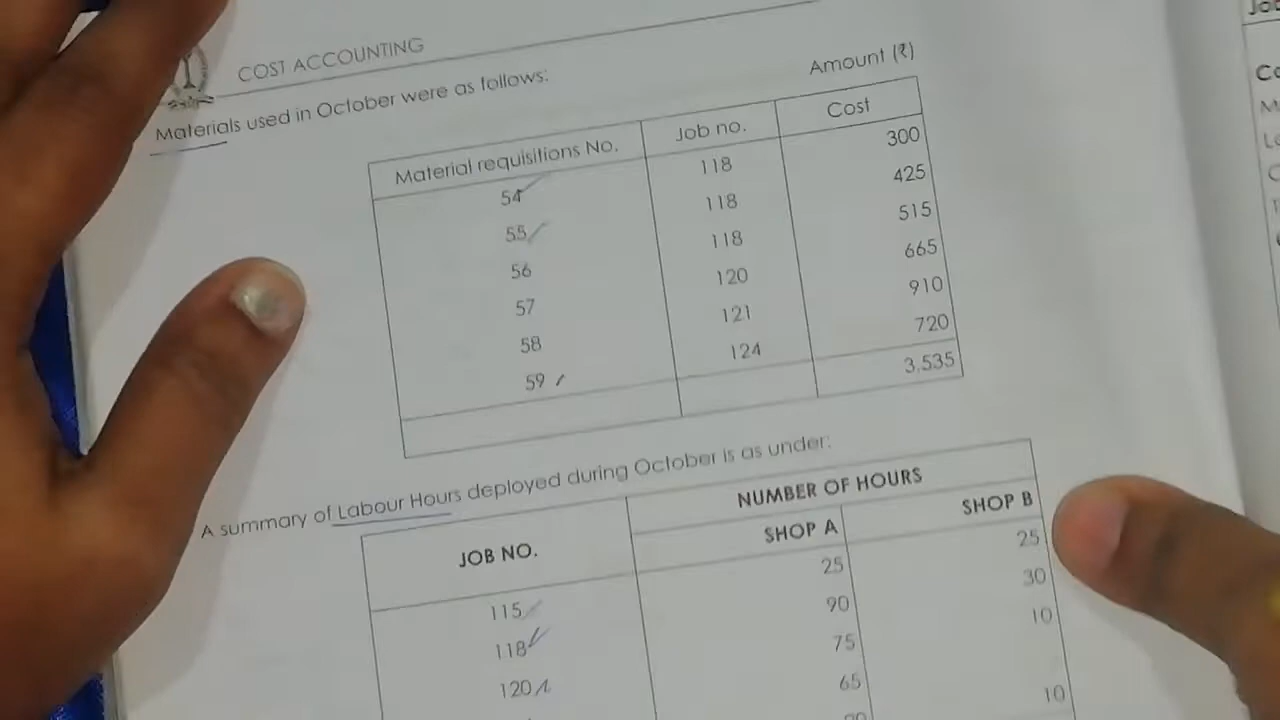 COST ACCOUNTING
Materials used in October were as follows:
Amount (₹)
Material requisitions No. Job no. Cost
54 118 300
55 118 425
56 118 515
57 120 665
58 121 910
59 124 720
3,535
A summary of Labour Hours deployed during October is as under:
JOB NO. NUMBER OF HOURS
SHOP A SHOP B
115 25 25
118 90 30
120 75 10
65
10